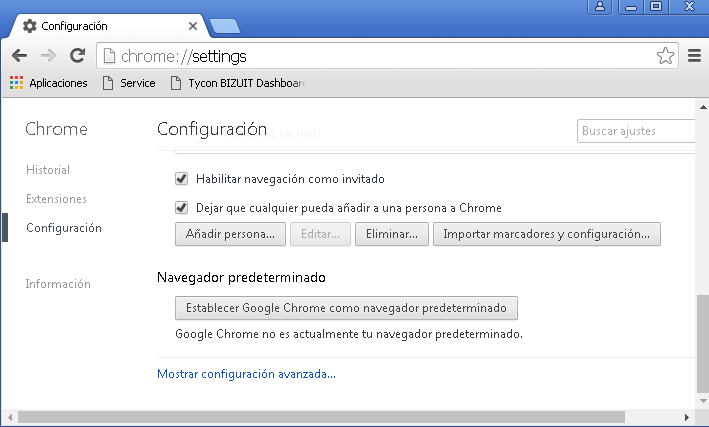 Configuración
chrome://settings
Aplicaciones Service Tycon BIZUIT Dashboar
Chrome
Configuración
Buscar ajustes
Historial
Extensiones
Configuración
Información
Habilitar navegación como invitado
Dejar que cualquier pueda añadir a una persona a Chrome
Añadir persona... Editar... Eliminar... Importar marcadores y configuración...
Navegador predeterminado
Establecer Google Chrome como navegador predeterminado
Google Chrome no es actualmente tu navegador predeterminado.
Mostrar configuración avanzada...